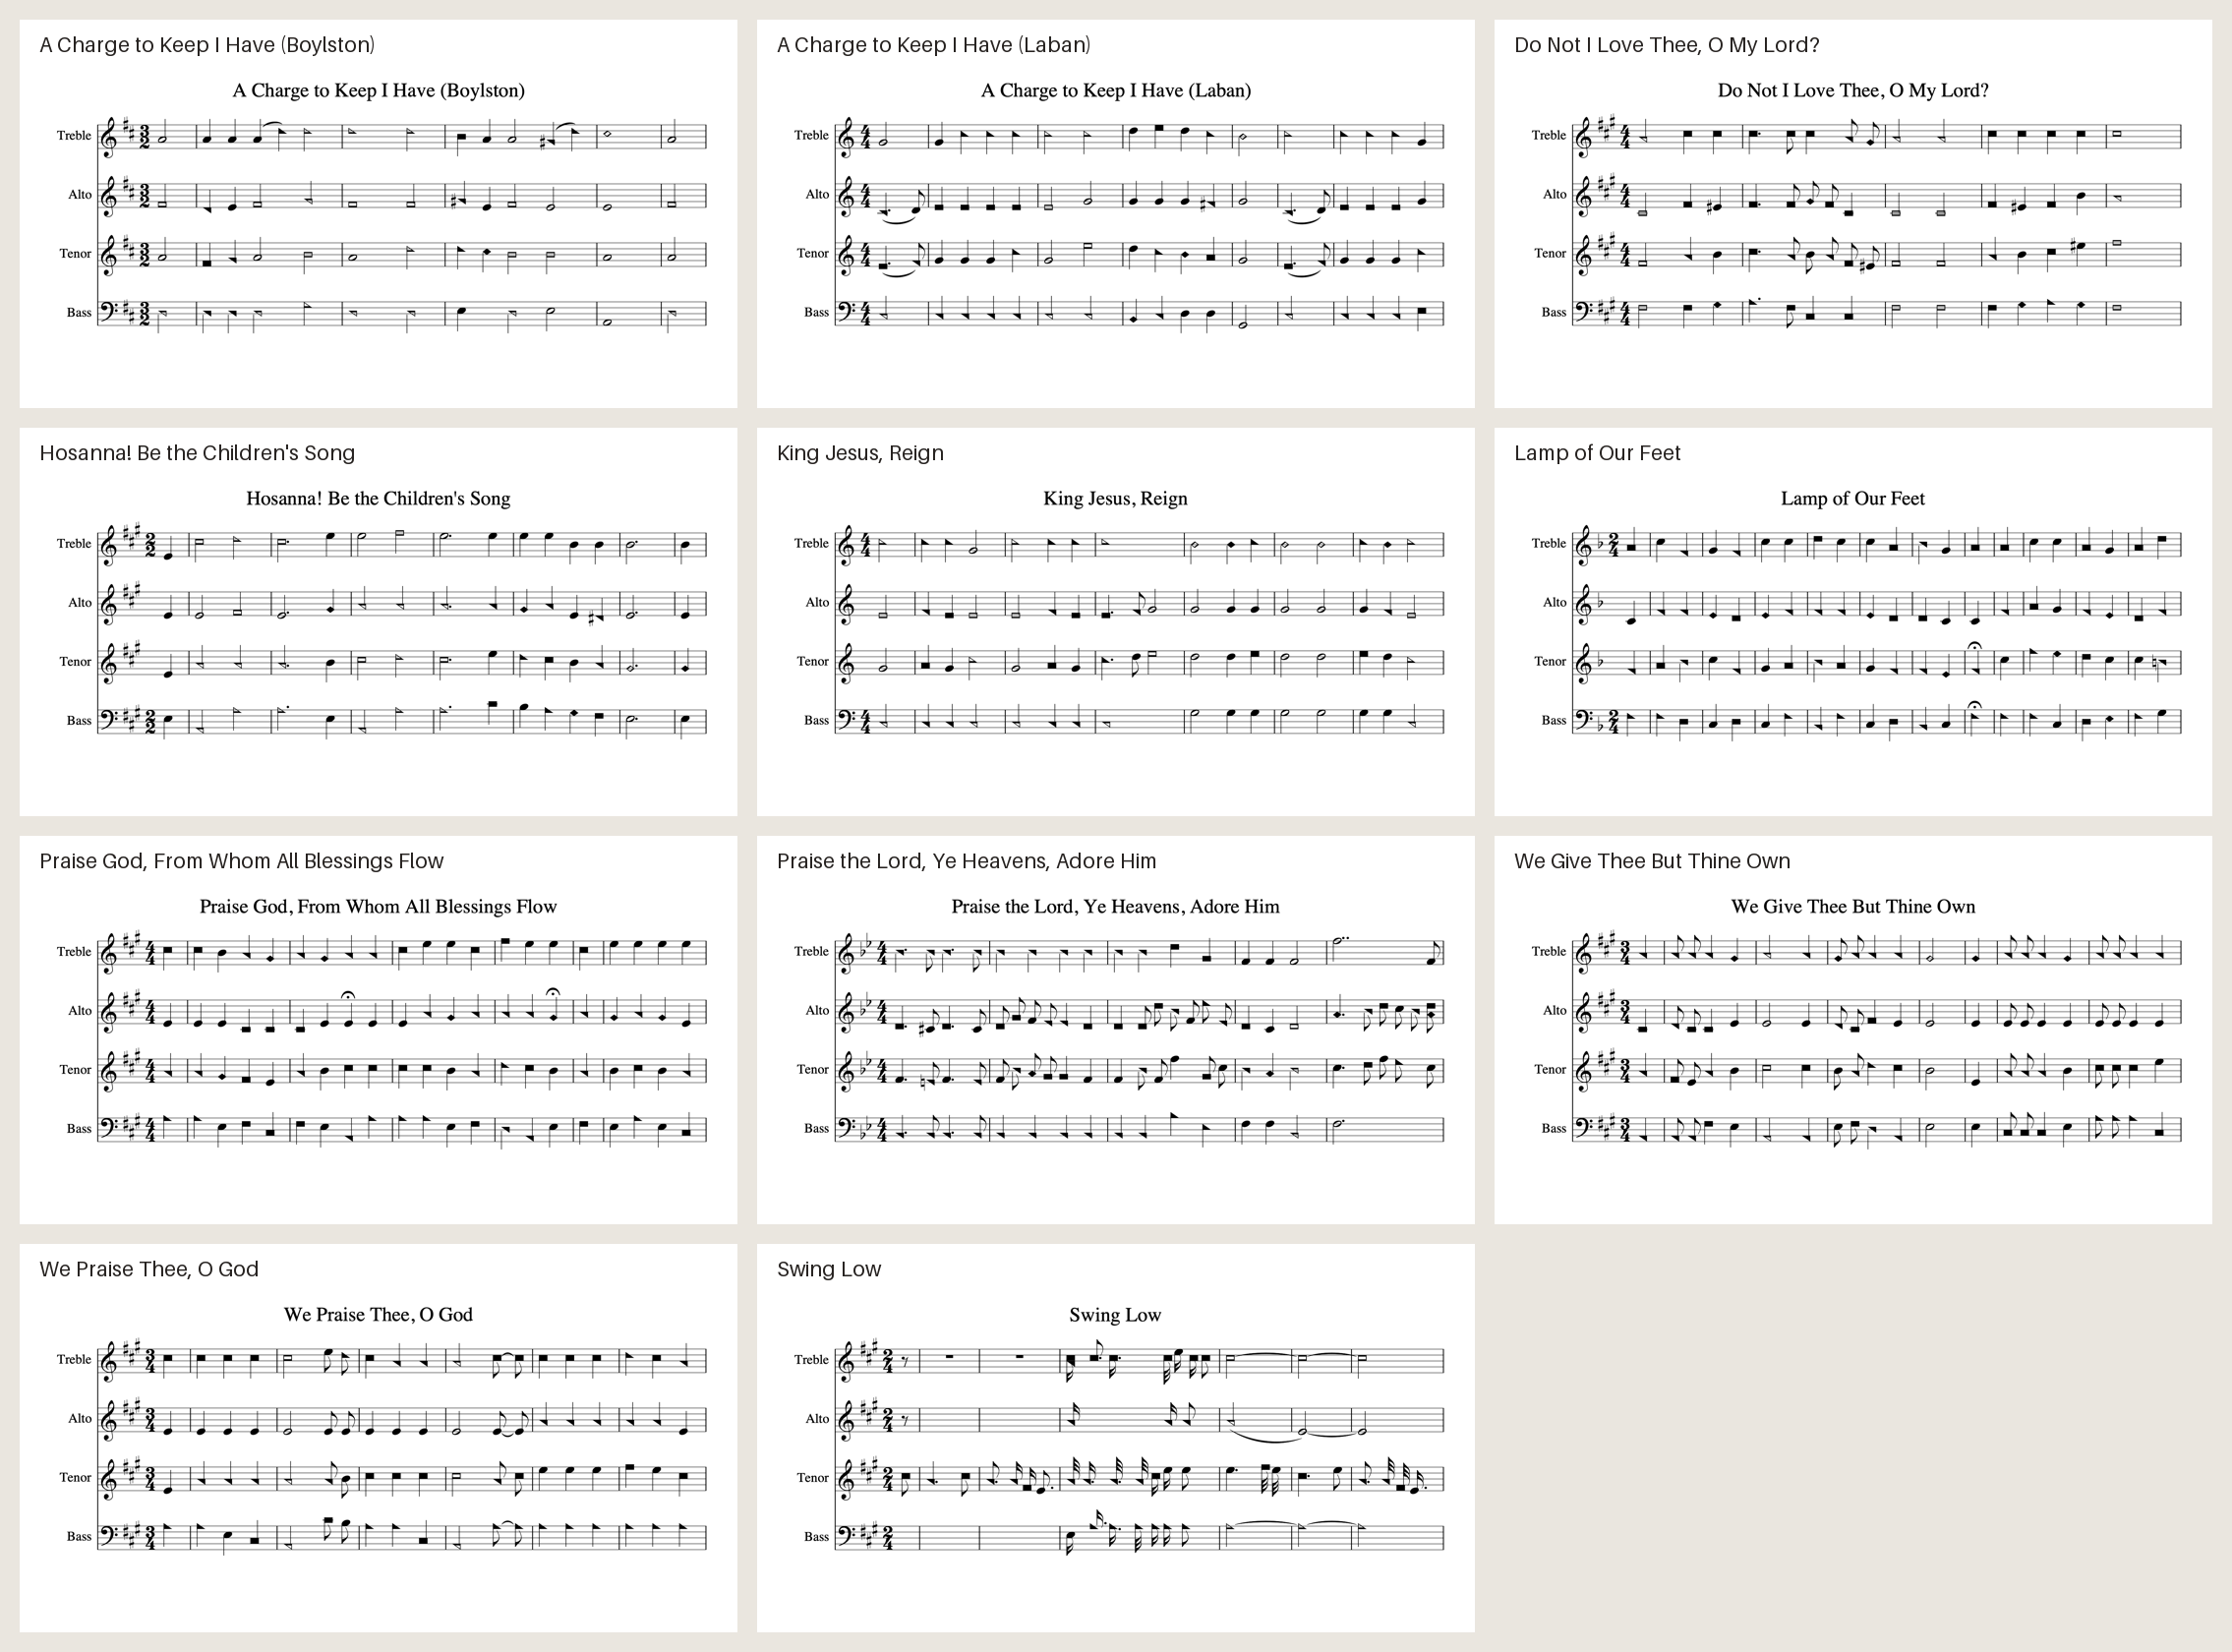 A Charge to Keep I Have (Boylston)
A Charge to Keep I Have (Boylston)
Treble
Alto
Tenor
Bass
A Charge to Keep I Have (Laban)
A Charge to Keep I Have (Laban)
Treble
Alto
Tenor
Bass
Do Not I Love Thee, O My Lord?
Do Not I Love Thee, O My Lord?
Treble
Alto
Tenor
Bass
Hosanna! Be the Children's Song
Hosanna! Be the Children's Song
Treble
Alto
Tenor
Bass
King Jesus, Reign
King Jesus, Reign
Treble
Alto
Tenor
Bass
Lamp of Our Feet
Lamp of Our Feet
Treble
Alto
Tenor
Bass
Praise God, From Whom All Blessings Flow
Praise God, From Whom All Blessings Flow
Treble
Alto
Tenor
Bass
Praise the Lord, Ye Heavens, Adore Him
Praise the Lord, Ye Heavens, Adore Him
Treble
Alto
Tenor
Bass
We Give Thee But Thine Own
We Give Thee But Thine Own
Treble
Alto
Tenor
Bass
We Praise Thee, O God
We Praise Thee, O God
Treble
Alto
Tenor
Bass
Swing Low
Swing Low
Treble
Alto
Tenor
Bass